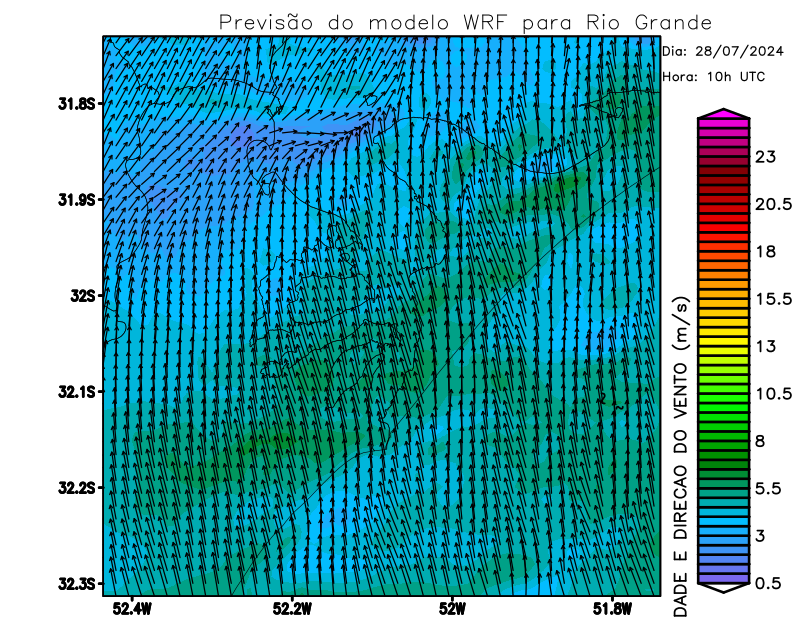 Previsão do modelo WRF para Rio Grande
Dia: 28/07/2024
Hora: 10h UTC
31.8S
31.9S
32S
32.1S
32.2S
32.3S
52.4W
52.2W
52W
51.8W
23
20.5
18
15.5
13
10.5
8
5.5
3
0.5
DADE E DIRECAO DO VENTO (m/s)